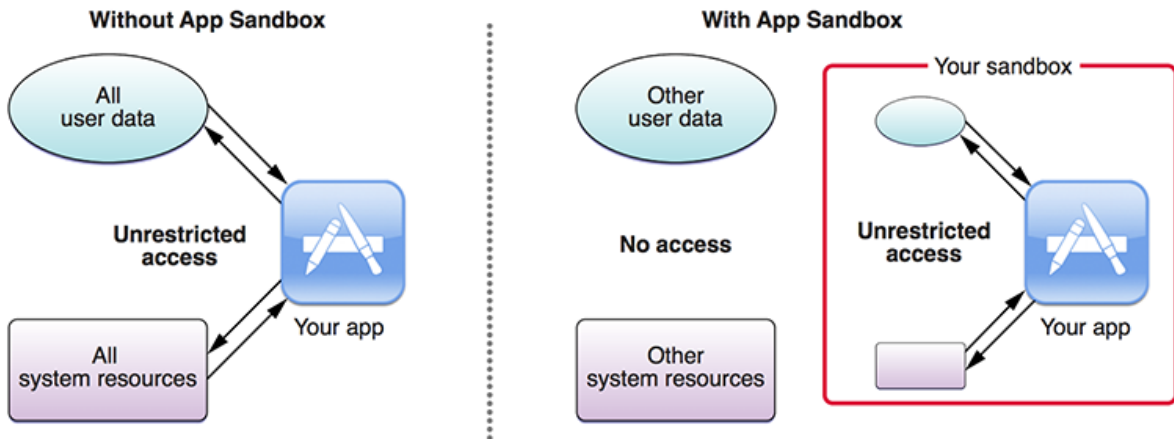 Without App Sandbox
All
user data
Unrestricted
access
Your app
All
system resources
With App Sandbox
Other
user data
No access
Other
system resources
Your sandbox
Unrestricted
access
Your app